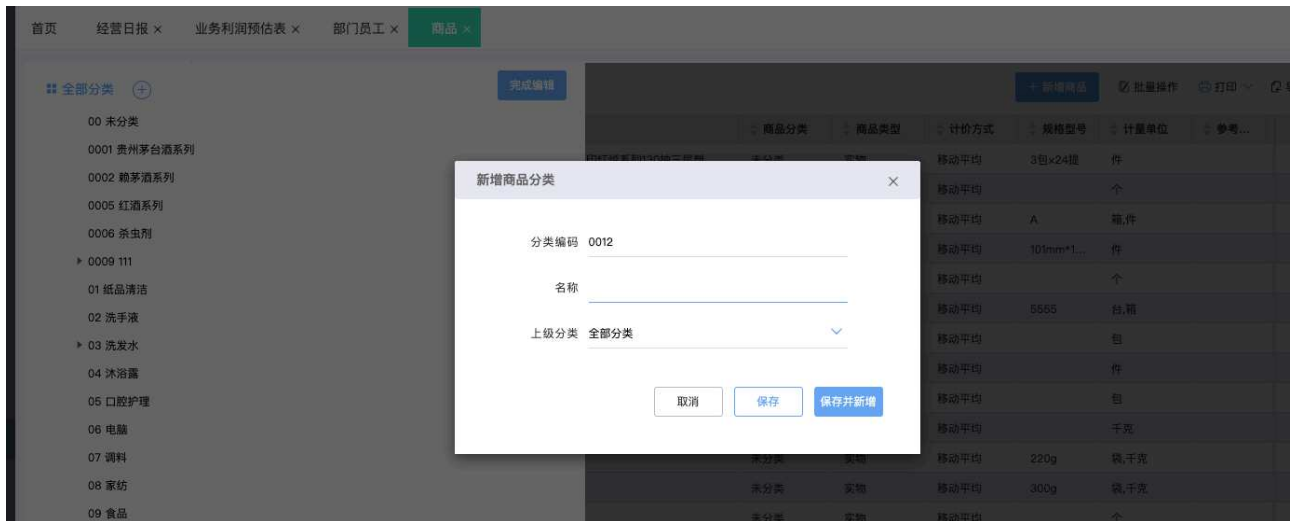 首页 经营日报 × 业务利润预估表 × 部门员工 × 商品 ×
全部分类 完成编辑 + 新增商品 批量操作 打印
商品分类 商品类型 计价方式 规格型号 计量单位 参考...
00 未分类
0001 贵州茅台酒系列
0002 赖茅酒系列
0005 红酒系列
0006 杀虫剂
0009 111
01 纸品清洁
02 洗手液
03 洗发水
04 沐浴露
05 口腔护理
06 电脑
07 调料
08 家纺
09 食品
新增商品分类 ×
分类编码 0012
名称
上级分类 全部分类
取消 保存 保存并新增
移动平均 3包x24提 件
移动平均 个
移动平均 A 箱,件
移动平均 101mm*1... 件
移动平均 个
移动平均 5555 台,箱
移动平均 包
移动平均 件
移动平均 包
移动平均 千克
未分类 实物 移动平均 220g 袋,千克
未分类 实物 移动平均 300g 袋,千克
未分类 实物 移动平均 个